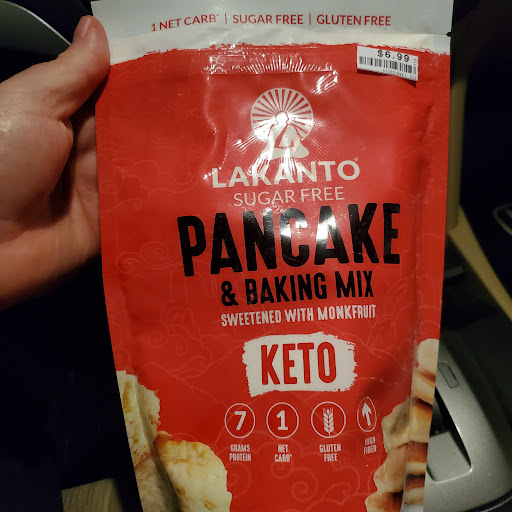 1 NET CARB* | SUGAR FREE | GLUTEN FREE
$6.99
LAKANTO®
SUGAR FREE
PANCAKE
& BAKING MIX
SWEETENED WITH MONKFRUIT
KETO
7 1
GRAMS PROTEIN
NET CARB*
GLUTEN FREE
HIGH FIBER